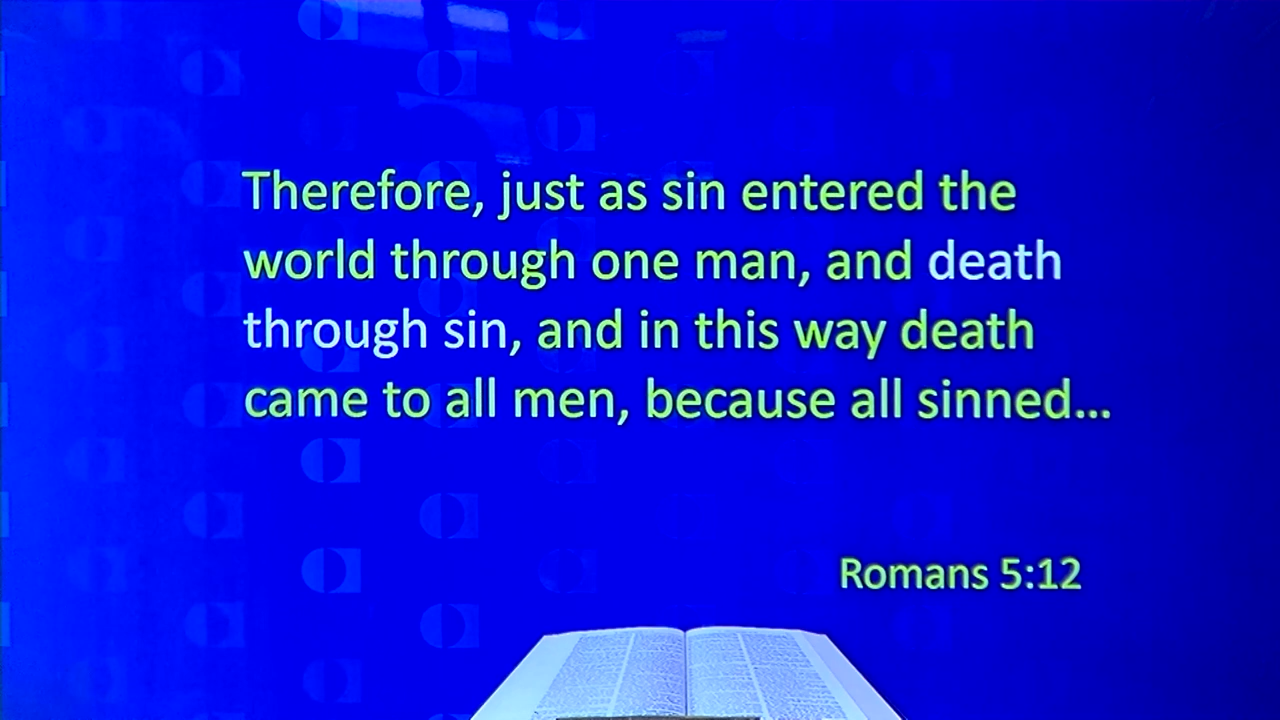 Therefore, just as sin entered the
world through one man, and death
through sin, and in this way death
came to all men, because all sinned...
Romans 5:12